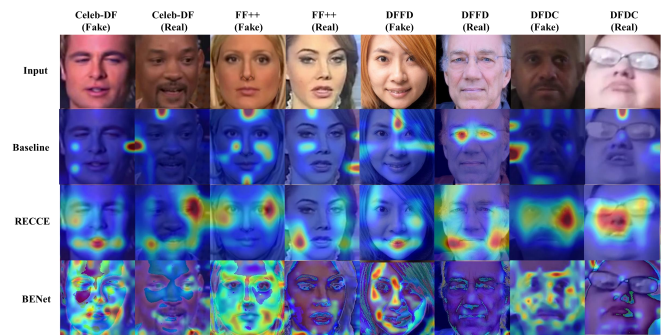 Celeb-DF Celeb-DF FF++ FF++ DFFD DFFD DFDC DFDC
(Fake) (Real) (Fake) (Real) (Fake) (Real) (Fake) (Real)
Input
Baseline
RECCE
BENet